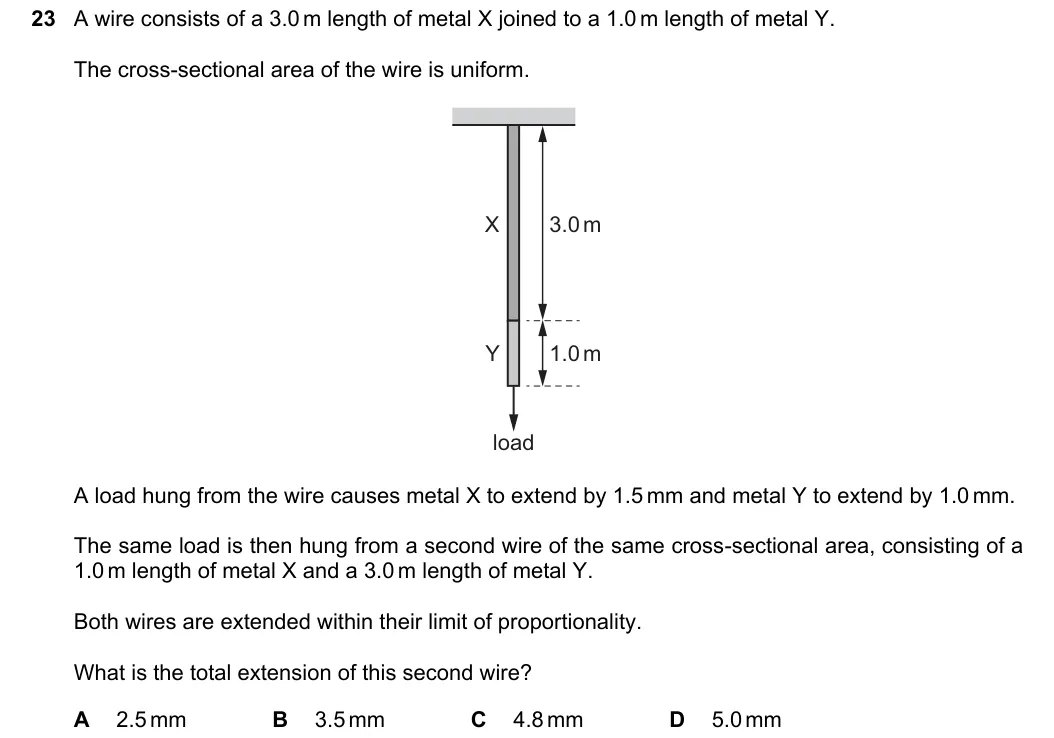 23 A wire consists of a 3.0 m length of metal X joined to a 1.0 m length of metal Y.
The cross-sectional area of the wire is uniform.
X
3.0 m
Y
1.0 m
load
A load hung from the wire causes metal X to extend by 1.5 mm and metal Y to extend by 1.0 mm.
The same load is then hung from a second wire of the same cross-sectional area, consisting of a
1.0 m length of metal X and a 3.0 m length of metal Y.
Both wires are extended within their limit of proportionality.
What is the total extension of this second wire?
A 2.5 mm B 3.5 mm C 4.8 mm D 5.0 mm